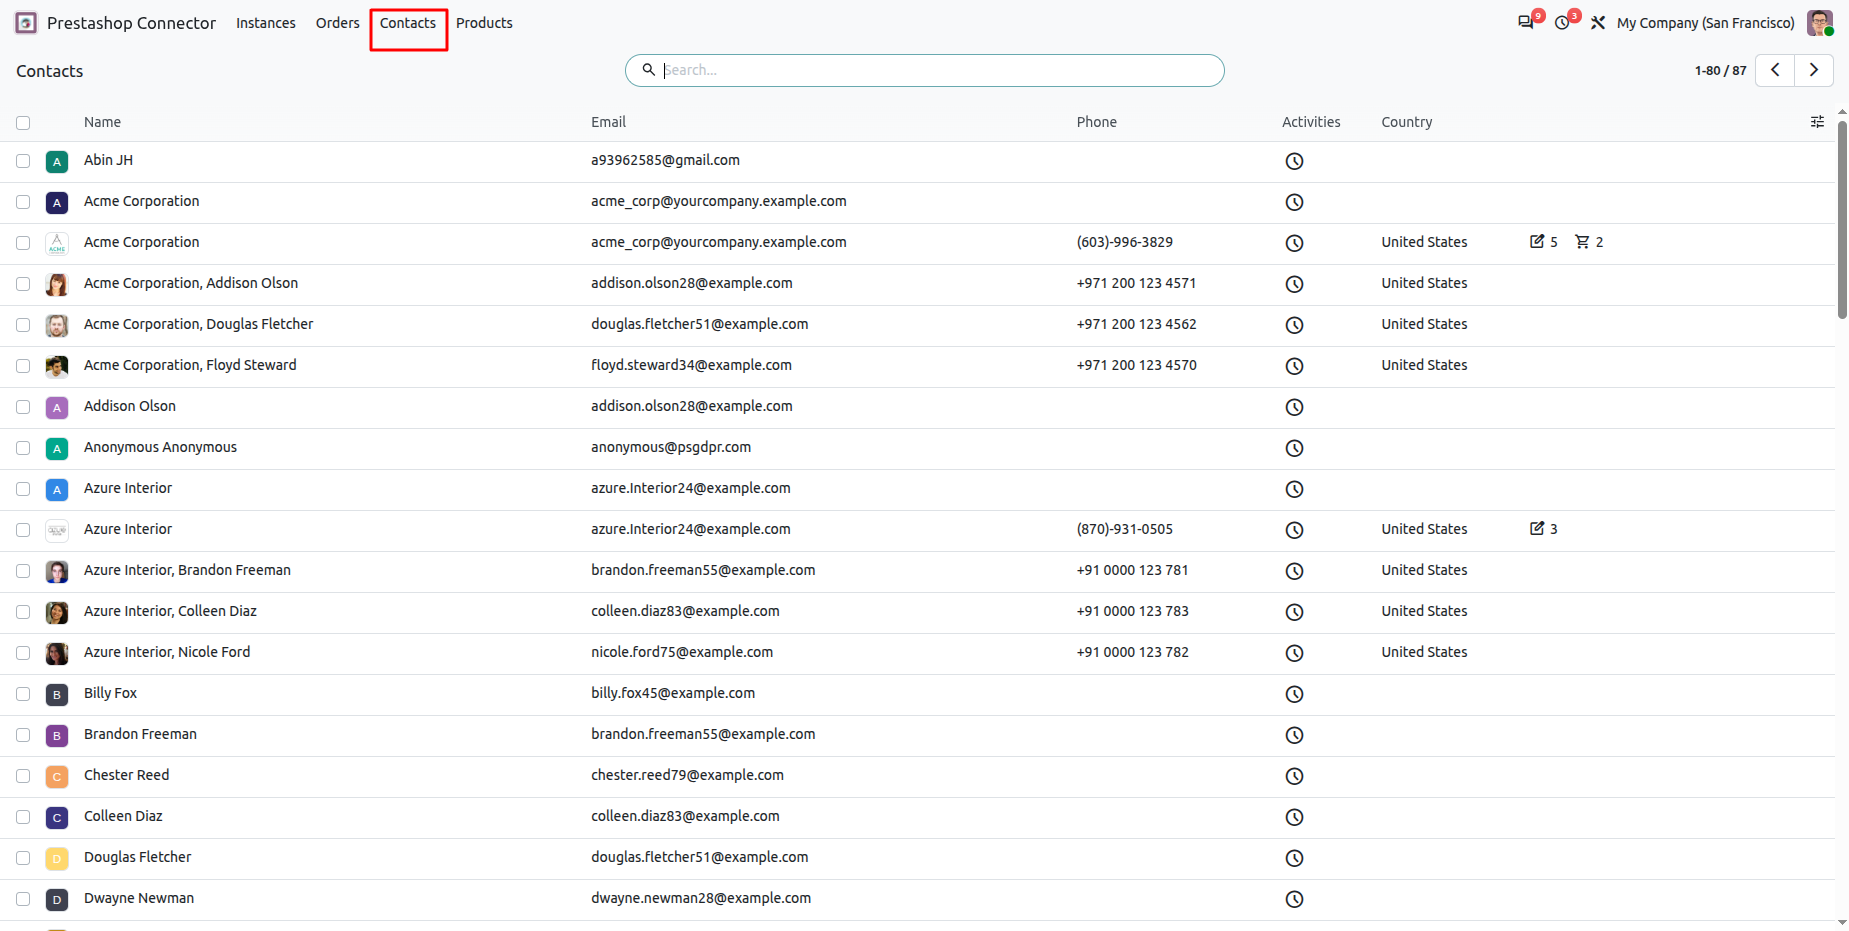 Prestashop Connector Instances Orders Contacts Products 9 3 My Company (San Francisco)
Contacts Search... 1-80 / 87
Name Email Phone Activities Country
A Abin JH a93962585@gmail.com
A Acme Corporation acme_corp@yourcompany.example.com
ACME Acme Corporation acme_corp@yourcompany.example.com (603)-996-3829 United States 5 2
Acme Corporation, Addison Olson addison.olson28@example.com +971 200 123 4571 United States
Acme Corporation, Douglas Fletcher douglas.fletcher51@example.com +971 200 123 4562 United States
Acme Corporation, Floyd Steward floyd.steward34@example.com +971 200 123 4570 United States
A Addison Olson addison.olson28@example.com
A Anonymous Anonymous anonymous@psgdpr.com
A Azure Interior azure.Interior24@example.com
Azure Interior azure.Interior24@example.com (870)-931-0505 United States 3
Azure Interior, Brandon Freeman brandon.freeman55@example.com +91 0000 123 781 United States
Azure Interior, Colleen Diaz colleen.diaz83@example.com +91 0000 123 783 United States
Azure Interior, Nicole Ford nicole.ford75@example.com +91 0000 123 782 United States
B Billy Fox billy.fox45@example.com
B Brandon Freeman brandon.freeman55@example.com
C Chester Reed chester.reed79@example.com
C Colleen Diaz colleen.diaz83@example.com
D Douglas Fletcher douglas.fletcher51@example.com
D Dwayne Newman dwayne.newman28@example.com